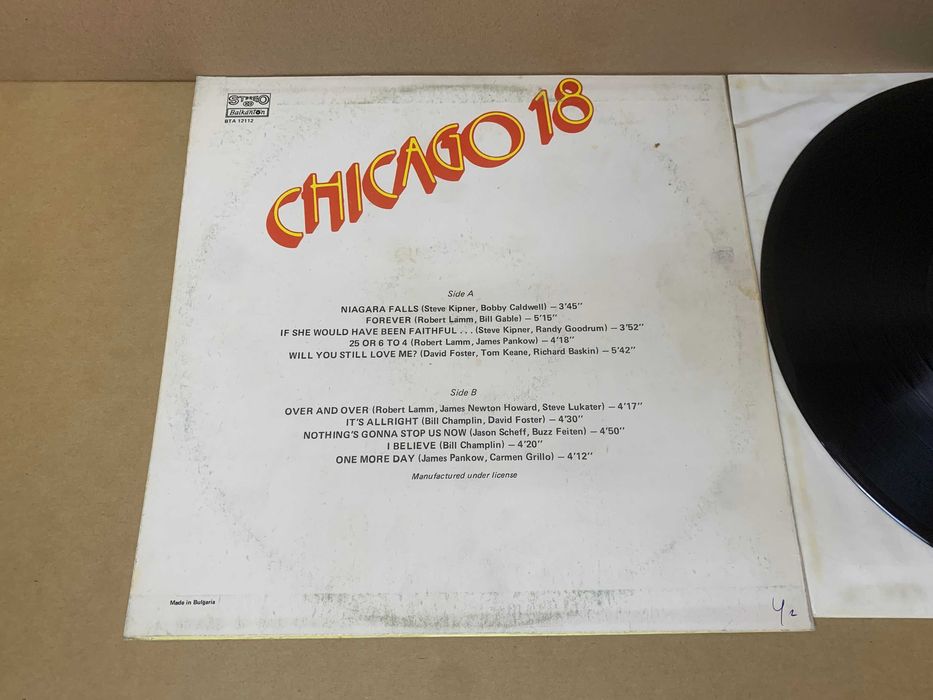 STEREO
Balkanton
BTA 12112
CHICAGO 18
Side A
NIAGARA FALLS (Steve Kipner, Bobby Caldwell) — 3'45''
FOREVER (Robert Lamm, Bill Gable) — 5'15''
IF SHE WOULD HAVE BEEN FAITHFUL . . . (Steve Kipner, Randy Goodrum) — 3'52''
25 OR 6 TO 4 (Robert Lamm, James Pankow) — 4'18''
WILL YOU STILL LOVE ME? (David Foster, Tom Keane, Richard Baskin) — 5'42''
Side B
OVER AND OVER (Robert Lamm, James Newton Howard, Steve Lukater) — 4'17''
IT'S ALLRIGHT (Bill Champlin, David Foster) — 4'30''
NOTHING'S GONNA STOP US NOW (Jason Scheff, Buzz Feiten) — 4'50''
I BELIEVE (Bill Champlin) — 4'20''
ONE MORE DAY (James Pankow, Carmen Grillo) — 4'12''
Manufactured under license
Made in Bulgaria